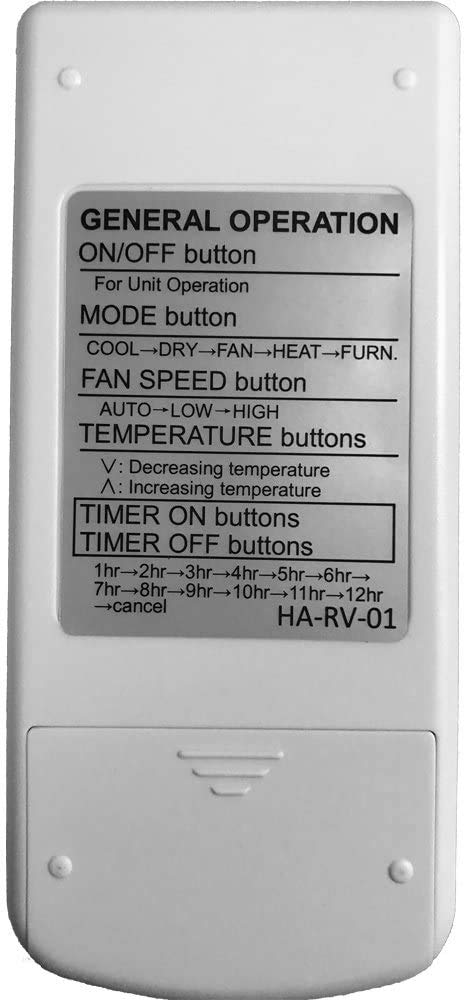 GENERAL OPERATION
ON/OFF button
For Unit Operation
MODE button
COOL→DRY→FAN→HEAT→FURN.
FAN SPEED button
AUTO→LOW→HIGH
TEMPERATURE buttons
∨: Decreasing temperature
∧: Increasing temperature
TIMER ON buttons
TIMER OFF buttons
1hr→2hr→3hr→4hr→5hr→6hr→
7hr→8hr→9hr→10hr→11hr→12hr
→cancel HA-RV-01